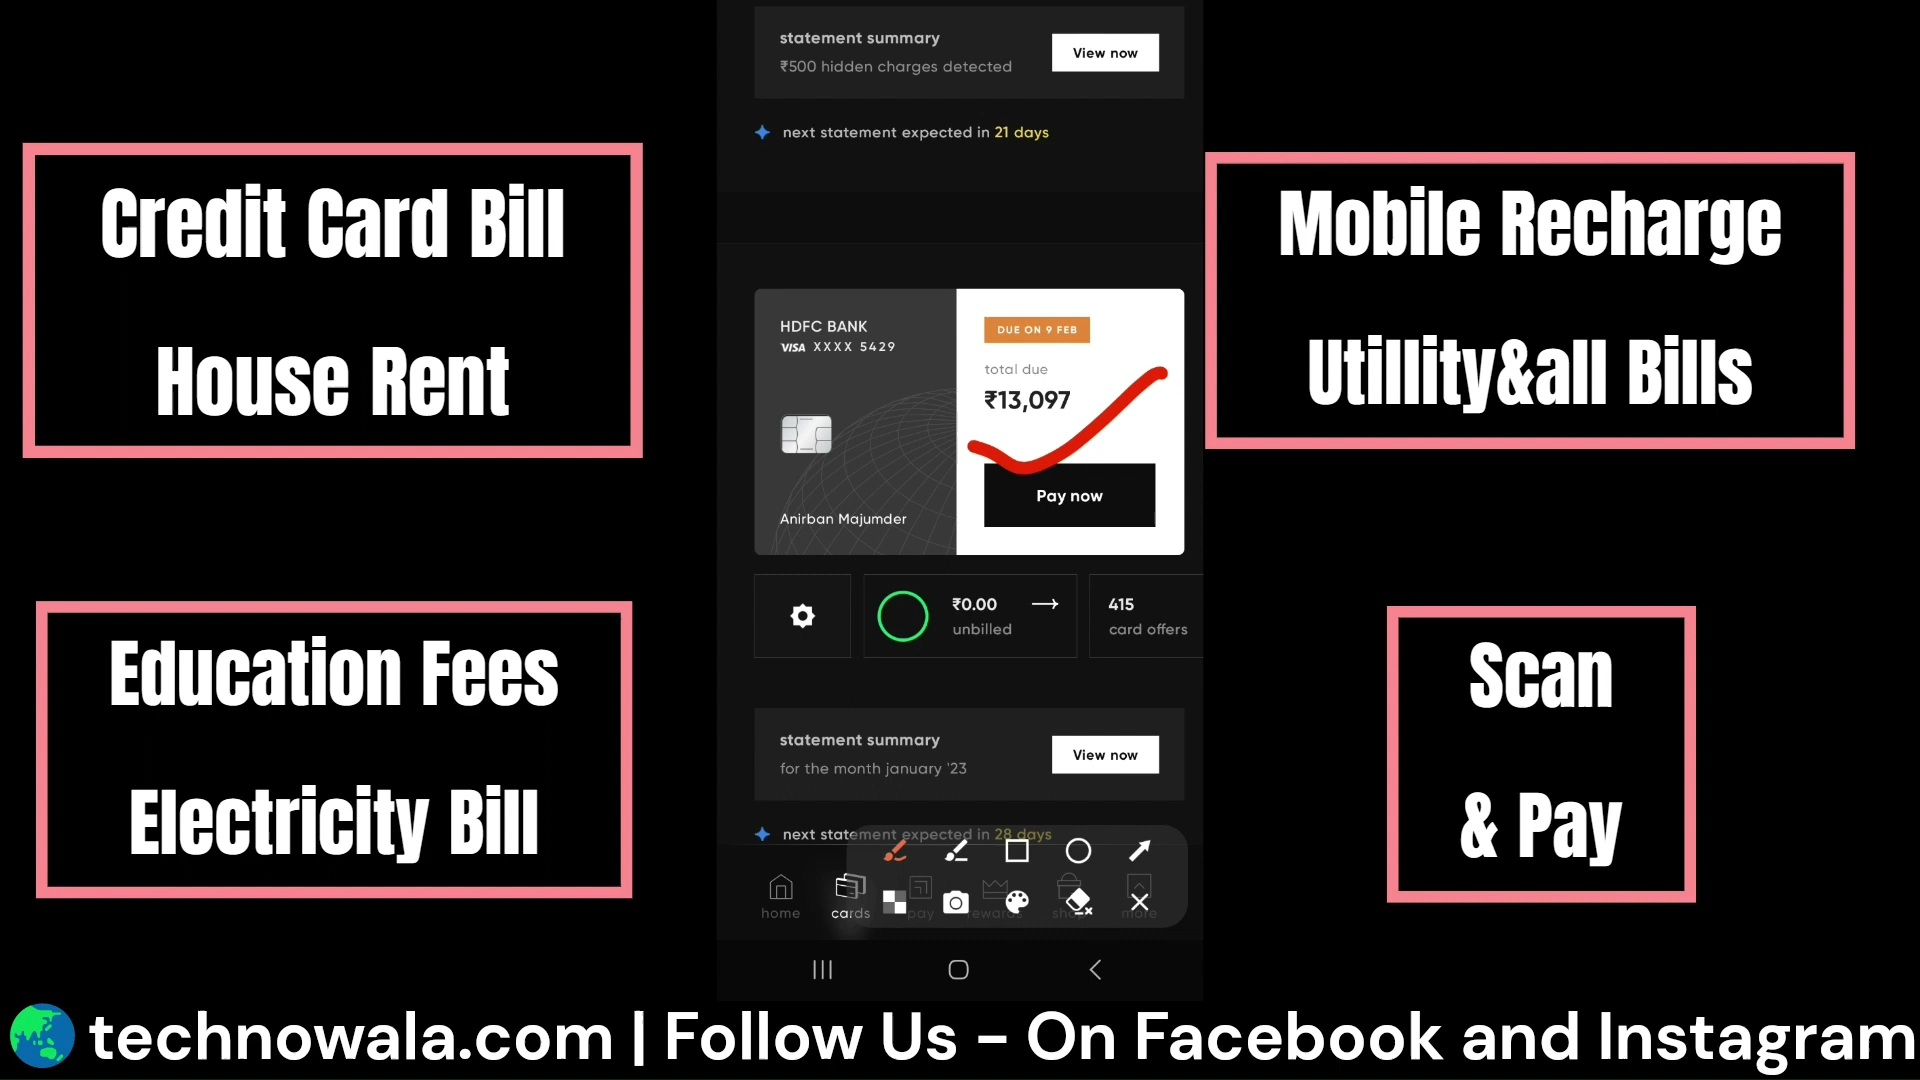 statement summary
₹500 hidden charges detected
View now
next statement expected in 21 days
Credit Card Bill
House Rent
Mobile Recharge
Utillity&all Bills
HDFC BANK
VISA XXXX 5429
Anirban Majumder
DUE ON 9 FEB
total due
₹13,097
Pay now
₹0.00
unbilled
415
card offers
Education Fees
Electricity Bill
Scan
& Pay
statement summary
for the month january '23
View now
next statement expected in 28 days
home
cards
pay
rewards
shop
more
technowala.com | Follow Us – On Facebook and Instagram